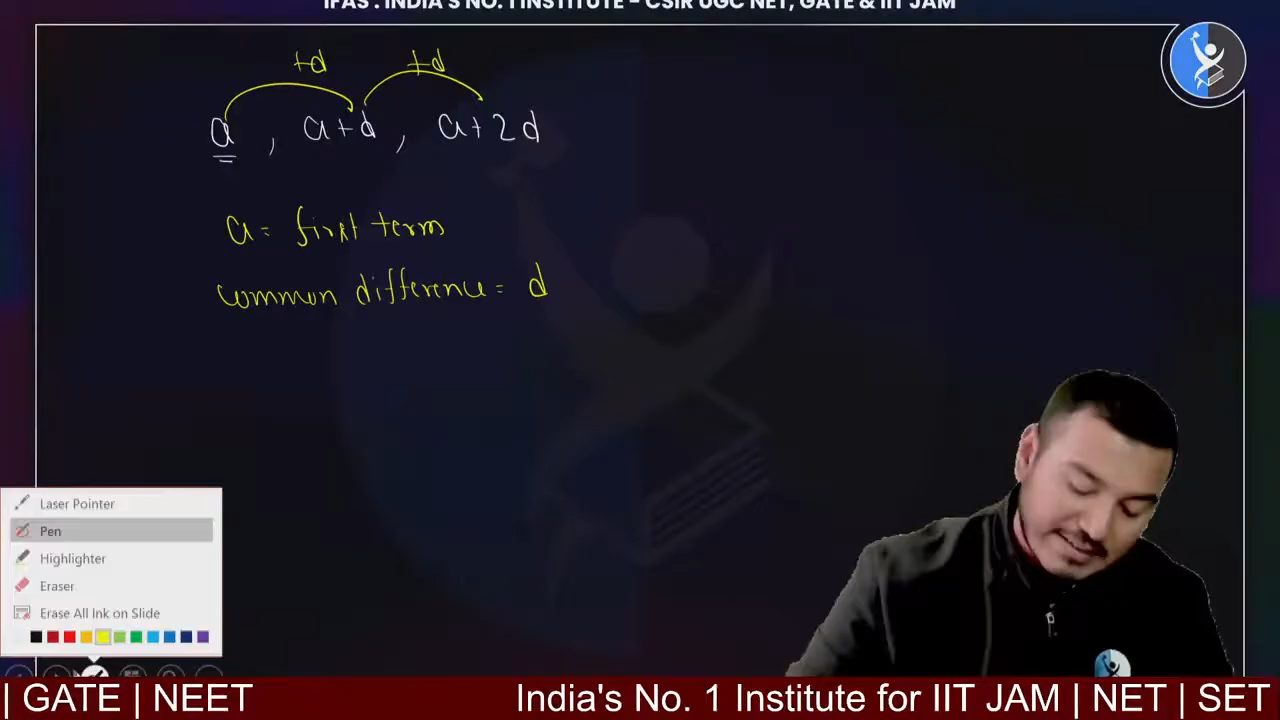 IFAS : INDIA'S NO. 1 INSTITUTE - CSIR UGC NET, GATE & IIT JAM
+d +d
a , a+d , a+2d
a = first term
common difference = d
Laser Pointer
Pen
Highlighter
Eraser
Erase All Ink on Slide
| GATE | NEET India's No. 1 Institute for IIT JAM | NET | SET